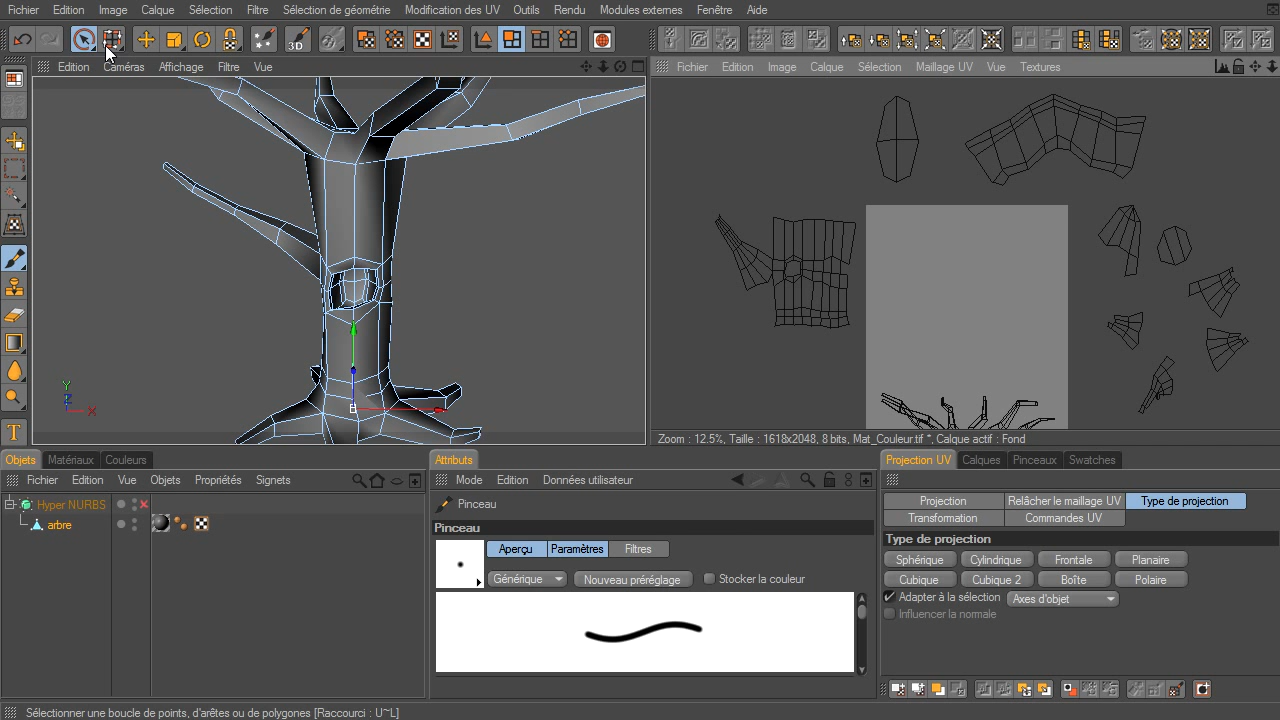 Fichier Edition Image Calque Sélection Filtre Sélection de géométrie Modification des UV Outils Rendu Modules externes Fenêtre Aide
3D
Edition Caméras Affichage Filtre Vue
Fichier Edition Image Calque Sélection Maillage UV Vue Textures
Y
Z
X
T
Zoom : 12.5%, Taille : 1618x2048, 8 bits, Mat_Couleur.tif *, Calque actif : Fond
Objets Matériaux Couleurs
Attributs
Projection UV Calques Pinceaux Swatches
Fichier Edition Vue Objets Propriétés Signets
Mode Edition Données utilisateur
Hyper NURBS
arbre
Pinceau
Pinceau
Aperçu Paramètres Filtres
Générique Nouveau préréglage Stocker la couleur
Projection Relâcher le maillage UV Type de projection
Transformation Commandes UV
Type de projection
Sphérique Cylindrique Frontale Planaire
Cubique Cubique 2 Boîte Polaire
Adapter à la sélection Axes d'objet
Influencer la normale
Sélectionner une boucle de points, d'arêtes ou de polygones [Raccourci : U~L]